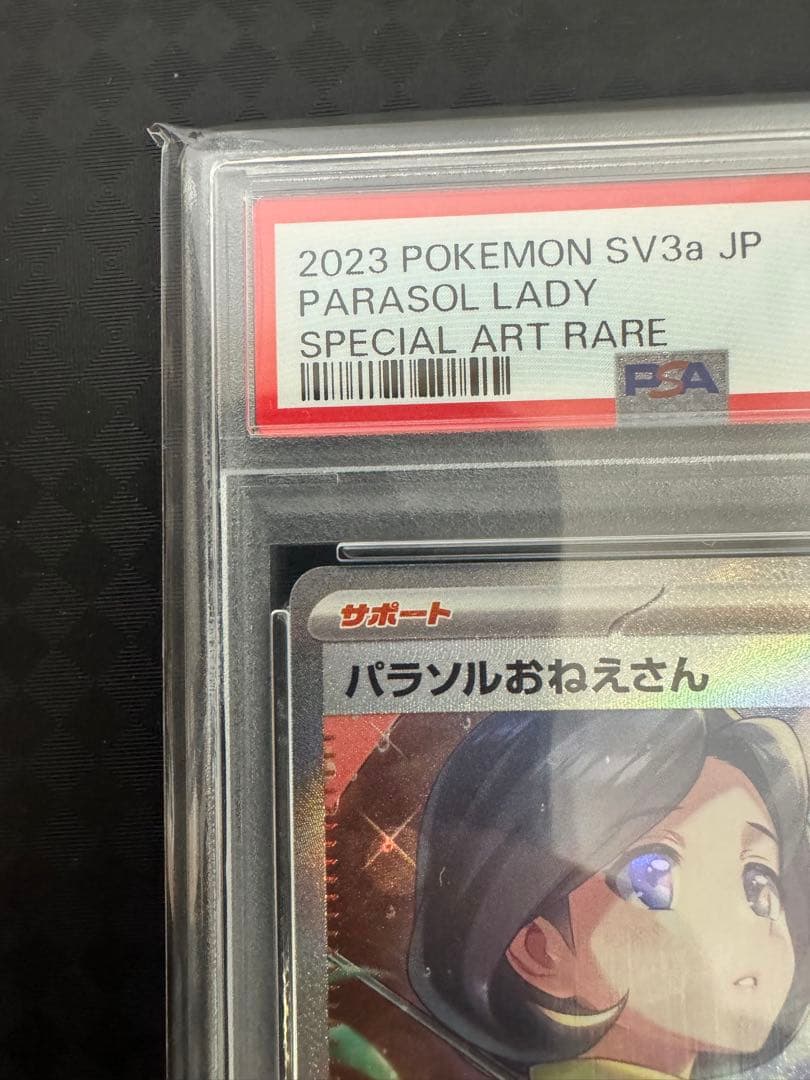 2023 POKEMON SV3a JP
PARASOL LADY
SPECIAL ART RARE
PSA
サポート
パラソルおねえさん